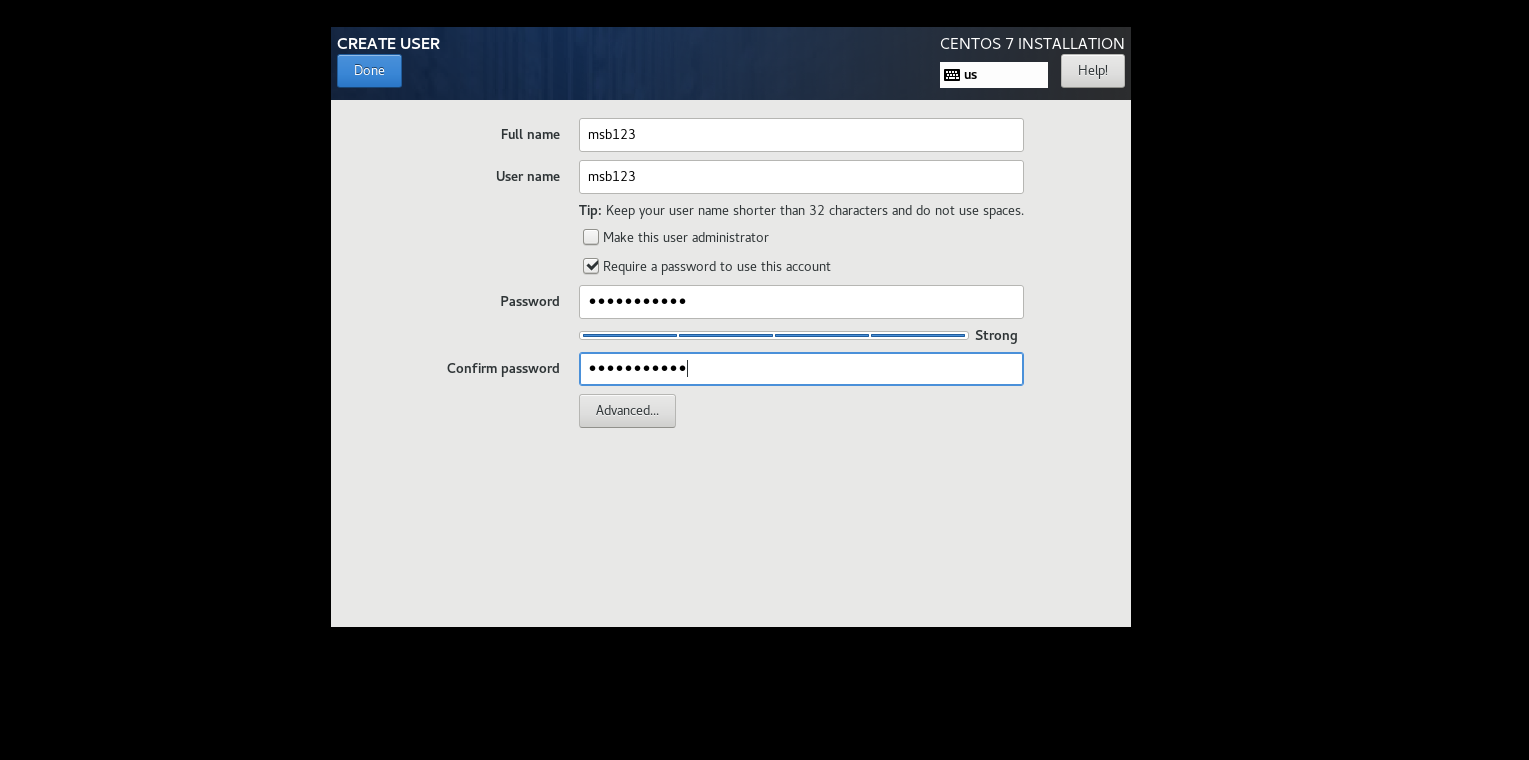 CREATE USER
CENTOS 7 INSTALLATION
Done
us
Help!
Full name
msb123
User name
msb123
Tip: Keep your user name shorter than 32 characters and do not use spaces.
Make this user administrator
Require a password to use this account
Password
●●●●●●●●●●●
Strong
Confirm password
●●●●●●●●●●●
Advanced...